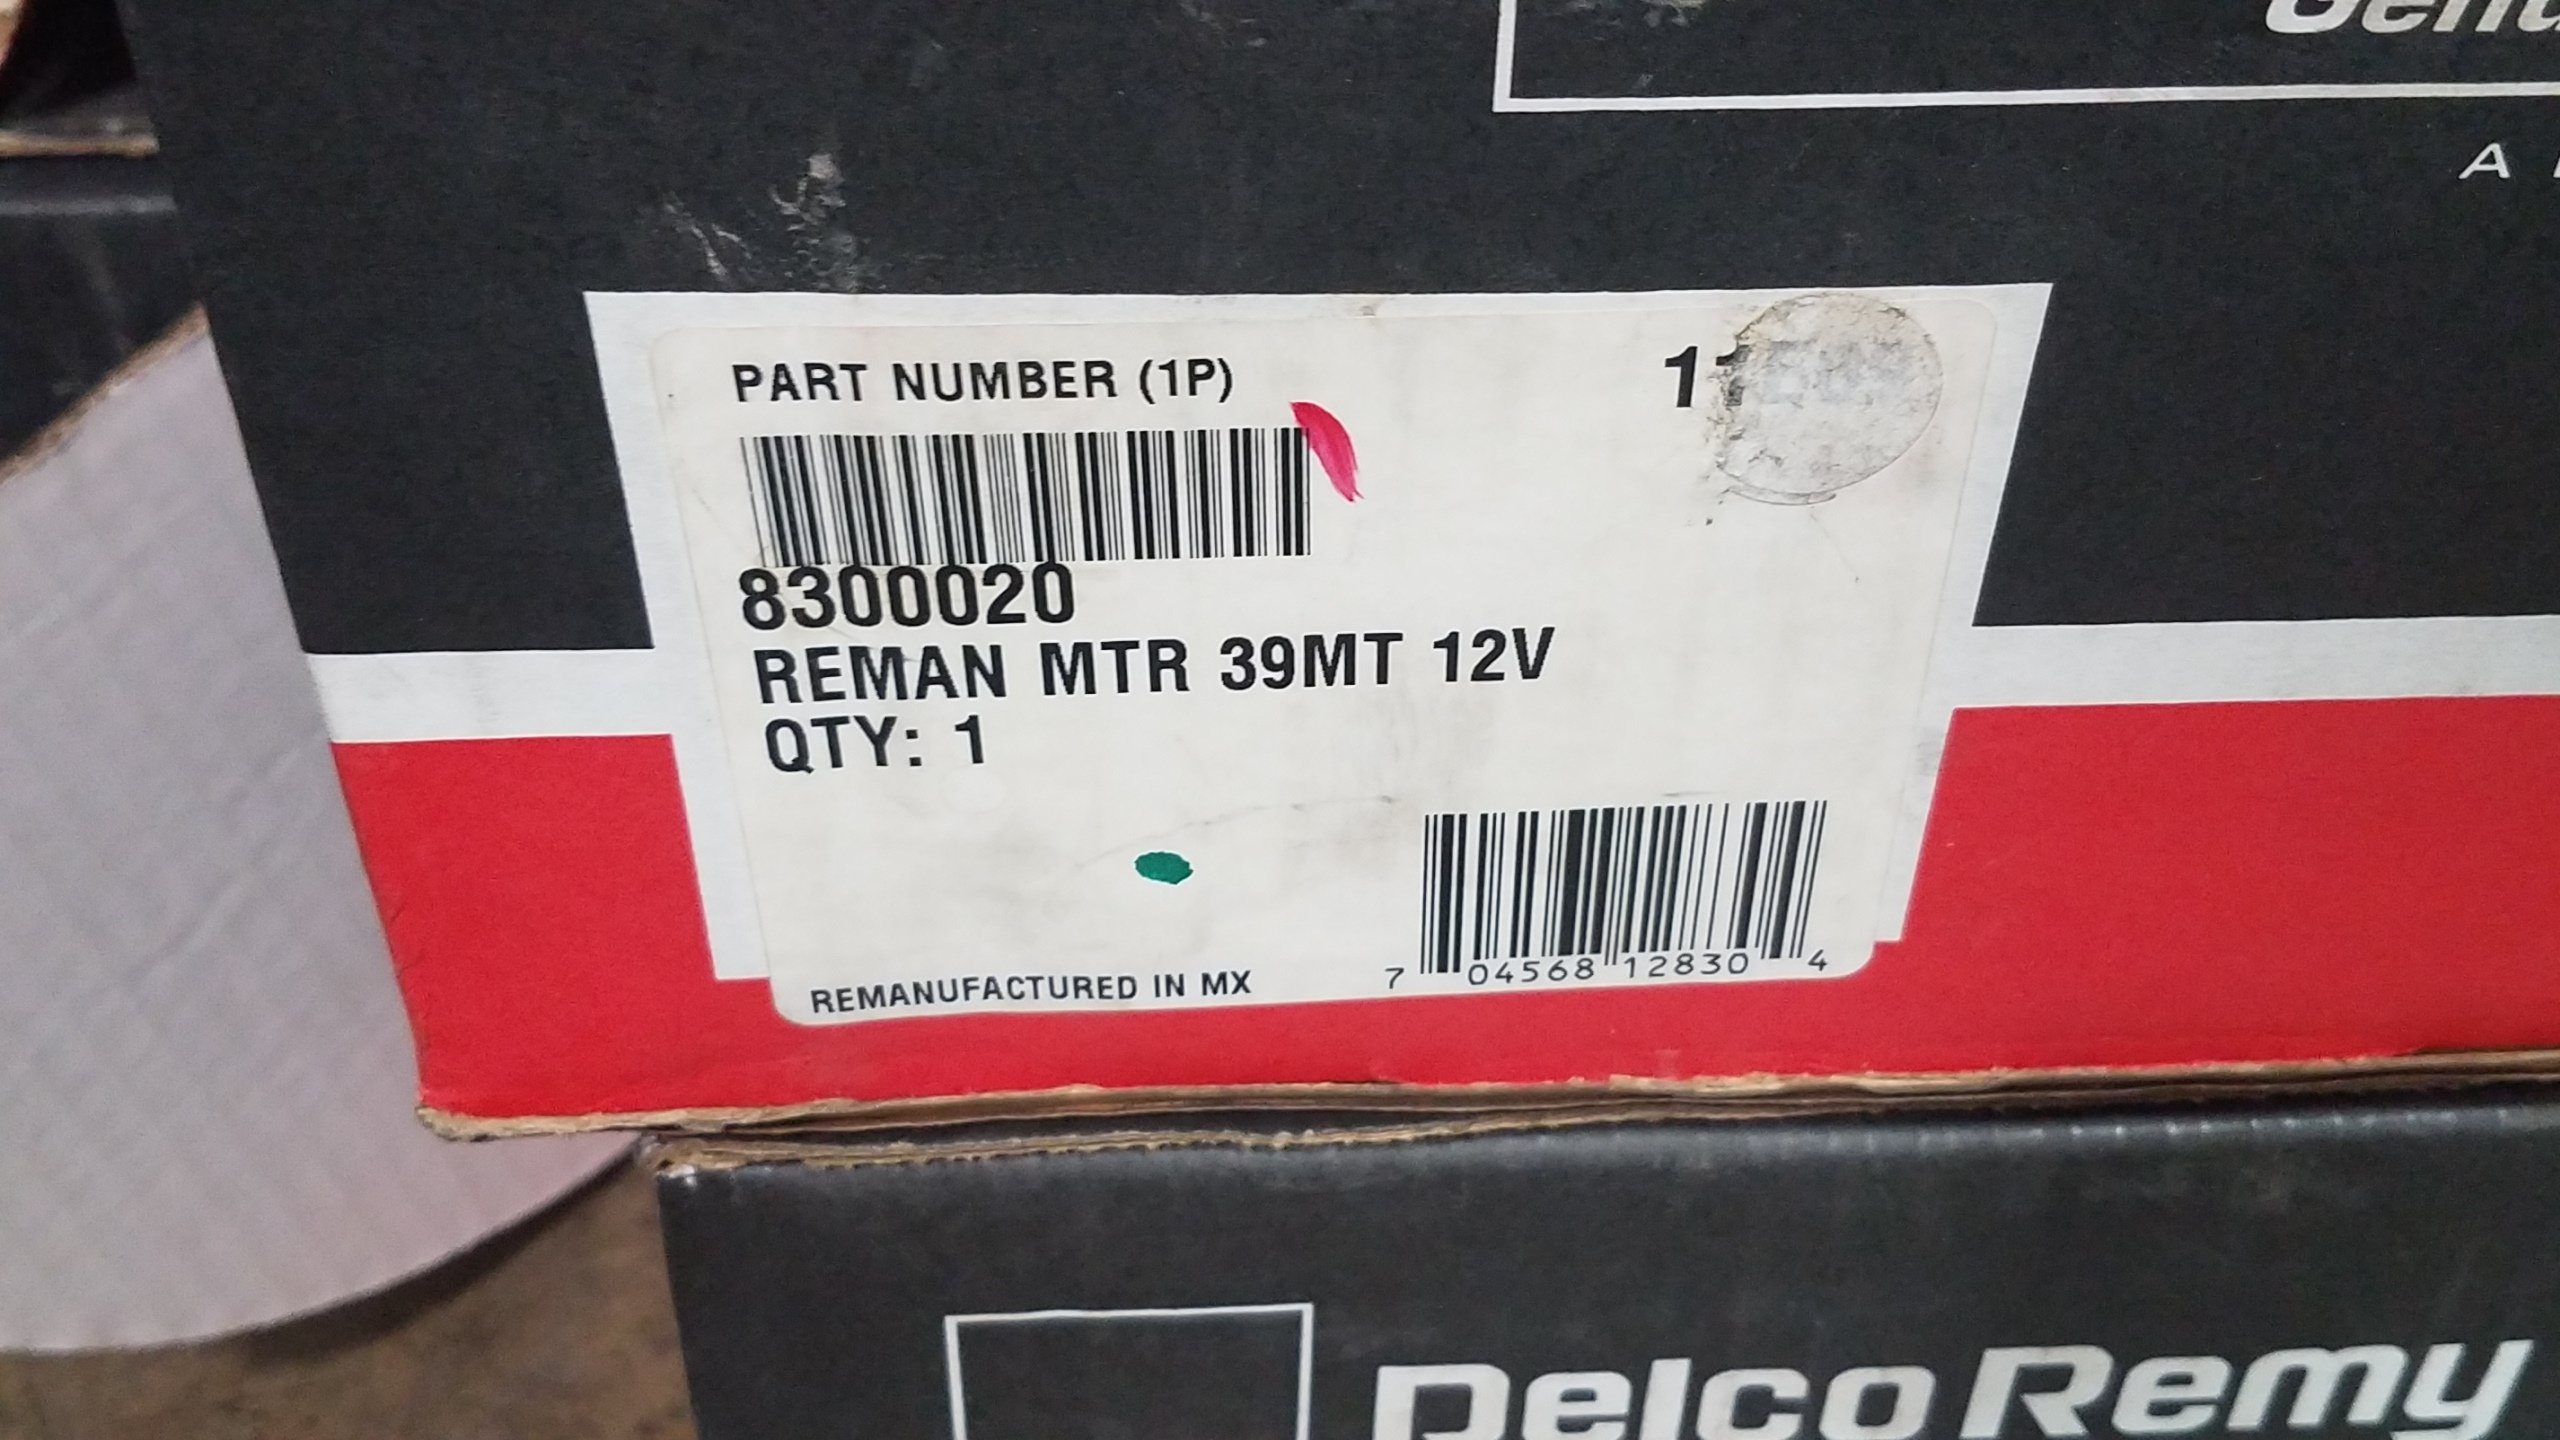 PART NUMBER (1P)
8300020
REMAN MTR 39MT 12V
QTY: 1
REMANUFACTURED IN MX
7 04568 12830 4
Delco Remy